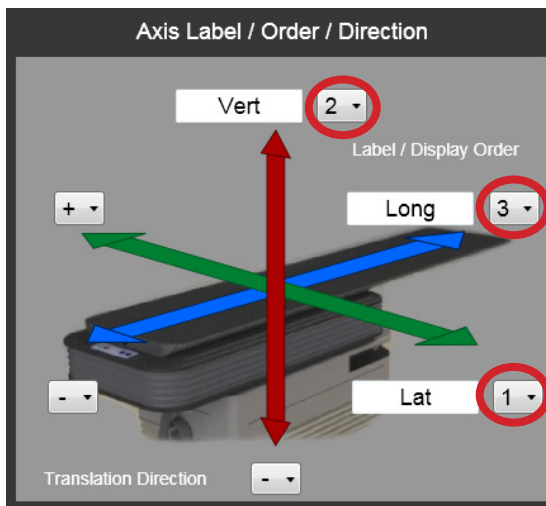 Axis Label / Order / Direction
Vert 2
Label / Display Order
+ Long 3
- Lat 1
Translation Direction -